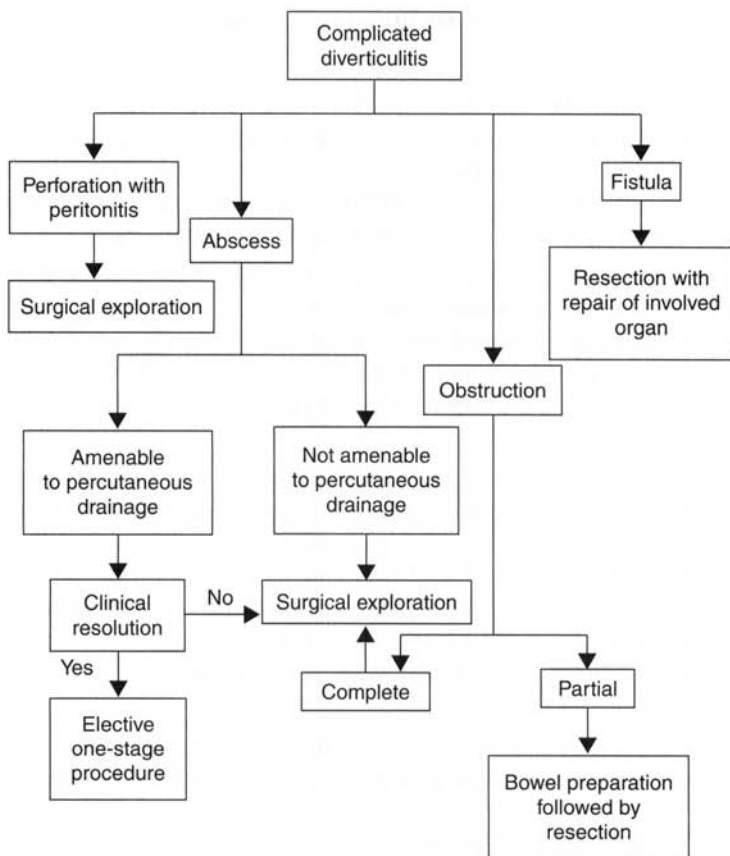 Complicated
diverticulitis
Perforation with
peritonitis
Surgical exploration
Abscess
Amenable
to percutaneous
drainage
Not amenable
to percutaneous
drainage
Clinical
resolution
No
Yes
Surgical exploration
Elective
one-stage
procedure
Obstruction
Complete
Partial
Bowel preparation
followed by
resection
Fistula
Resection with
repair of involved
organ